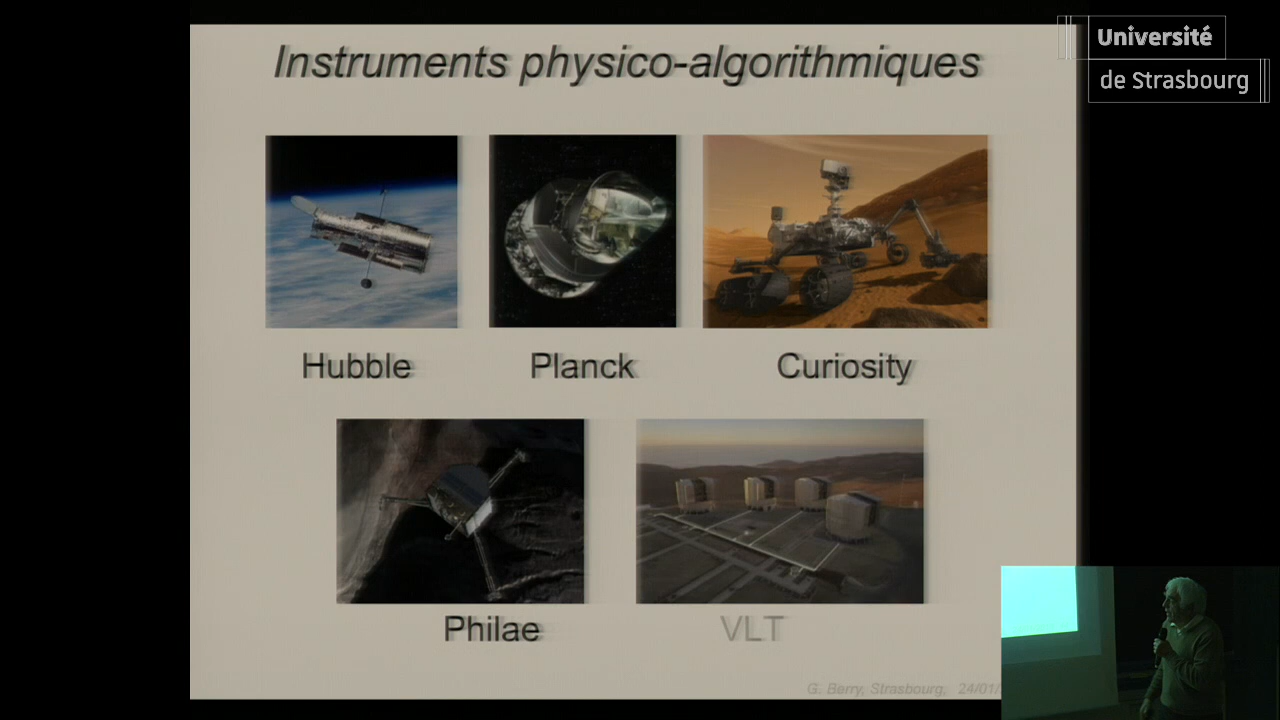 Instruments physico-algorithmiques
Université
de Strasbourg
Hubble
Planck
Curiosity
Philae
VLT
G. Berry, Strasbourg, 24/01/